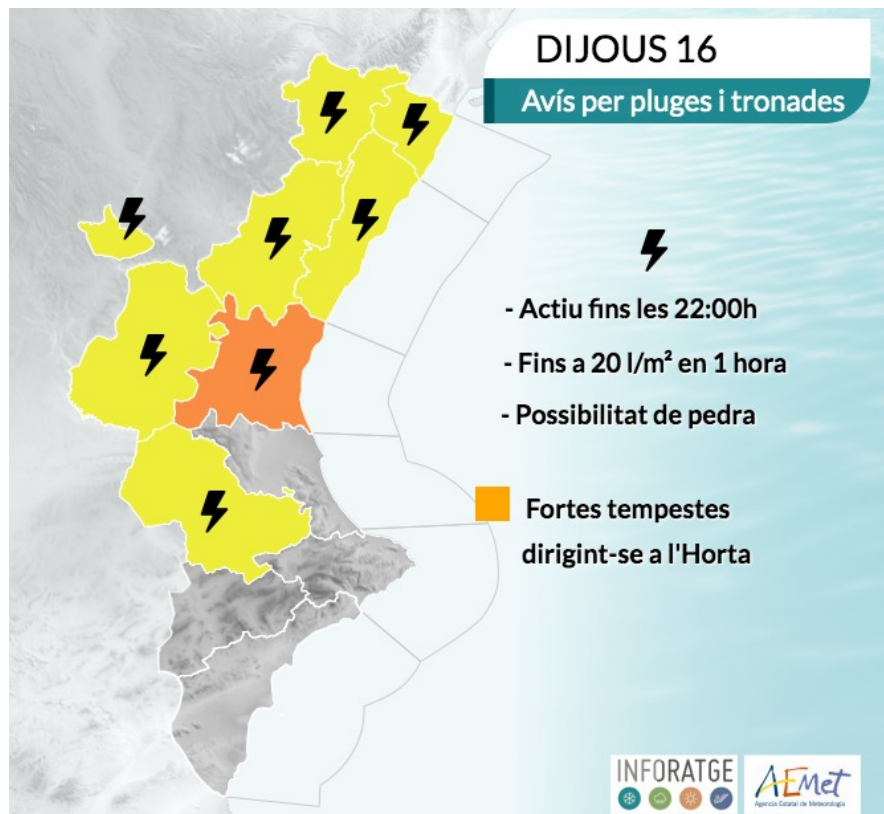 DIJOUS 16
Avís per pluges i tronades
- Actiu fins les 22:00h
- Fins a 20 l/m² en 1 hora
- Possibilitat de pedra
Fortes tempestes
dirigint-se a l'Horta
INFORATGE
AEMet
Agencia Estatal de Meteorología